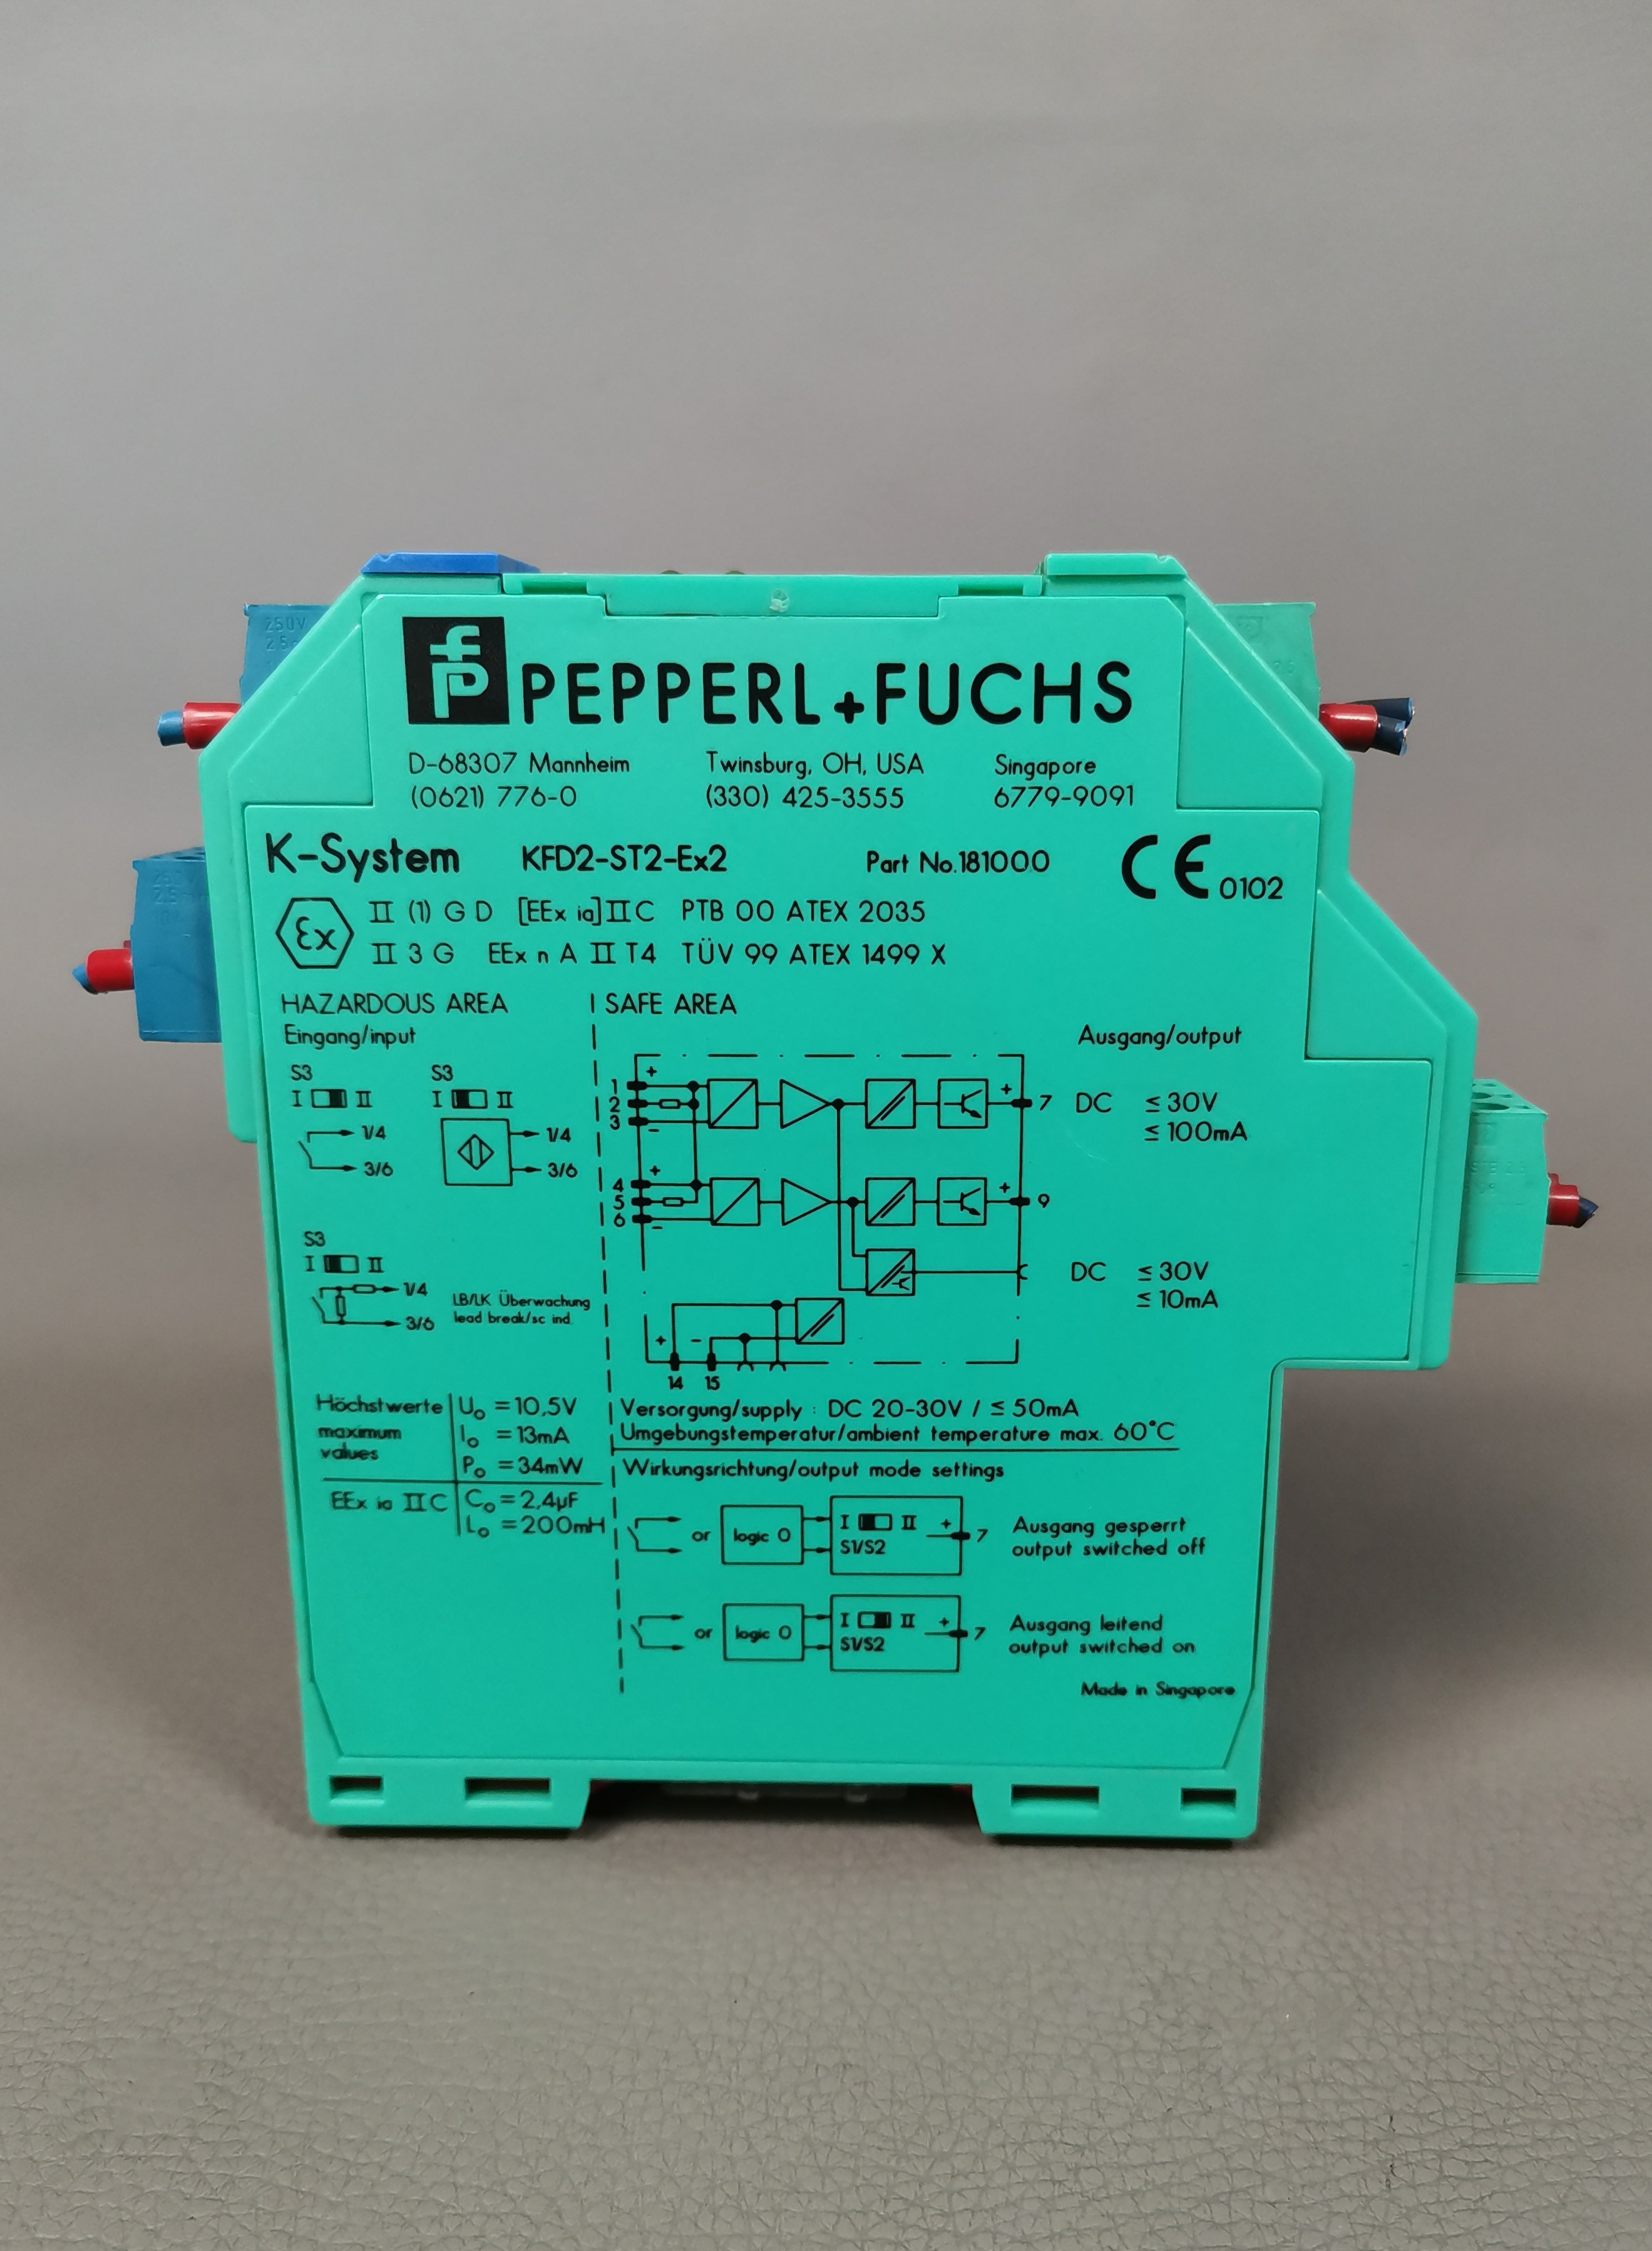 250V
PEPPERL+FUCHS
D-68307 Mannheim Twinsburg, OH, USA Singapore
(0621) 776-0 (330) 425-3555 6779-9091
K-System KFD2-ST2-Ex2 Part No.181000 CE 0102
Ex II (1) G D [EEx ia] II C PTB 00 ATEX 2035
II 3 G EEx n A II T4 TÜV 99 ATEX 1499 X
HAZARDOUS AREA | SAFE AREA
Eingang/input Ausgang/output
S3 S3
I II I II
1/4 1/4
3/6 3/6
S3
I II
1/4
3/6
LB/LK Überwachung
lead break/sc ind.
+
1
2
3
-
+
4
5
6
-
+ 7 DC ≤ 30V
≤ 100mA
+ 9
DC ≤ 30V
≤ 10mA
+ -
14 15
Höchstwerte U₀ = 10,5V
maximum I₀ = 13mA
values P₀ = 34mW
EEx ia II C C₀ = 2,4µF
L₀ = 200mH
Versorgung/supply : DC 20-30V / ≤ 50mA
Umgebungstemperatur/ambient temperature max. 60°C
Wirkungsrichtung/output mode settings
or logic 0 I II + 7 Ausgang gesperrt
S1/S2 output switched off
or logic 0 I II + 7 Ausgang leitend
S1/S2 output switched on
Made in Singapore